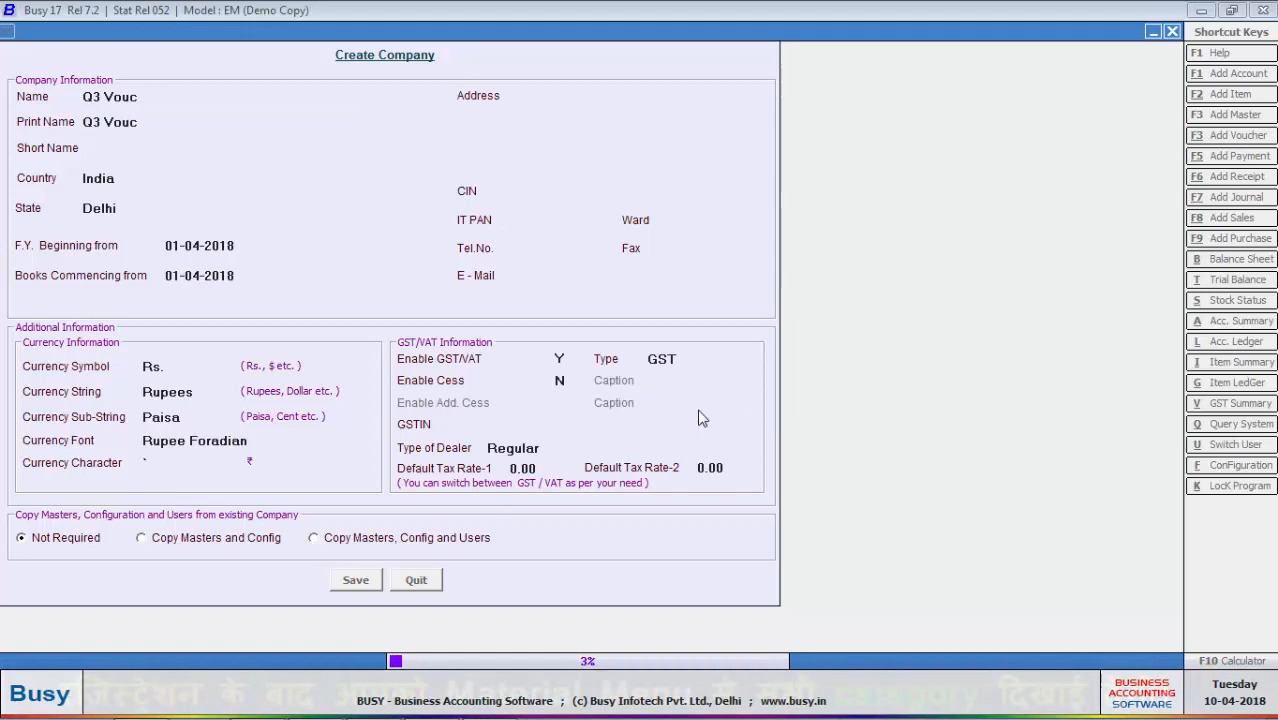 Busy 17 Rel 7.2 | Stat Rel 052 | Model : EM (Demo Copy)
Create Company
Company Information
Name Q3 Vouc Address
Print Name Q3 Vouc
Short Name
Country India
CIN
State Delhi
IT PAN Ward
F.Y. Beginning from 01-04-2018
Tel.No. Fax
Books Commencing from 01-04-2018 E - Mail
Additional Information
Currency Information
Currency Symbol Rs. ( Rs., $ etc. )
Currency String Rupees ( Rupees, Dollar etc. )
Currency Sub-String Paisa ( Paisa, Cent etc. )
Currency Font Rupee Foradian
Currency Character ` ₹
GST/VAT Information
Enable GST/VAT Y Type GST
Enable Cess N Caption
Enable Add. Cess Caption
GSTIN
Type of Dealer Regular
Default Tax Rate-1 0.00 Default Tax Rate-2 0.00
( You can switch between GST / VAT as per your need )
Copy Masters, Configuration and Users from existing Company
Not Required Copy Masters and Config Copy Masters, Config and Users
Save Quit
3%
Shortcut Keys
F1 Help
F1 Add Account
F2 Add Item
F3 Add Master
F3 Add Voucher
F5 Add Payment
F6 Add Receipt
F7 Add Journal
F8 Add Sales
F9 Add Purchase
B Balance Sheet
T Trial Balance
S Stock Status
A Acc. Summary
L Acc. Ledger
I Item Summary
G Item LedGer
V GST Summary
Q Query System
U Switch User
F ConFiguration
K LocK Program
F10 Calculator
Busy
के बाद दिखाई
BUSY - Business Accounting Software ; (c) Busy Infotech Pvt. Ltd., Delhi ; www.busy.in
BUSINESS
ACCOUNTING
SOFTWARE
Tuesday
10-04-2018